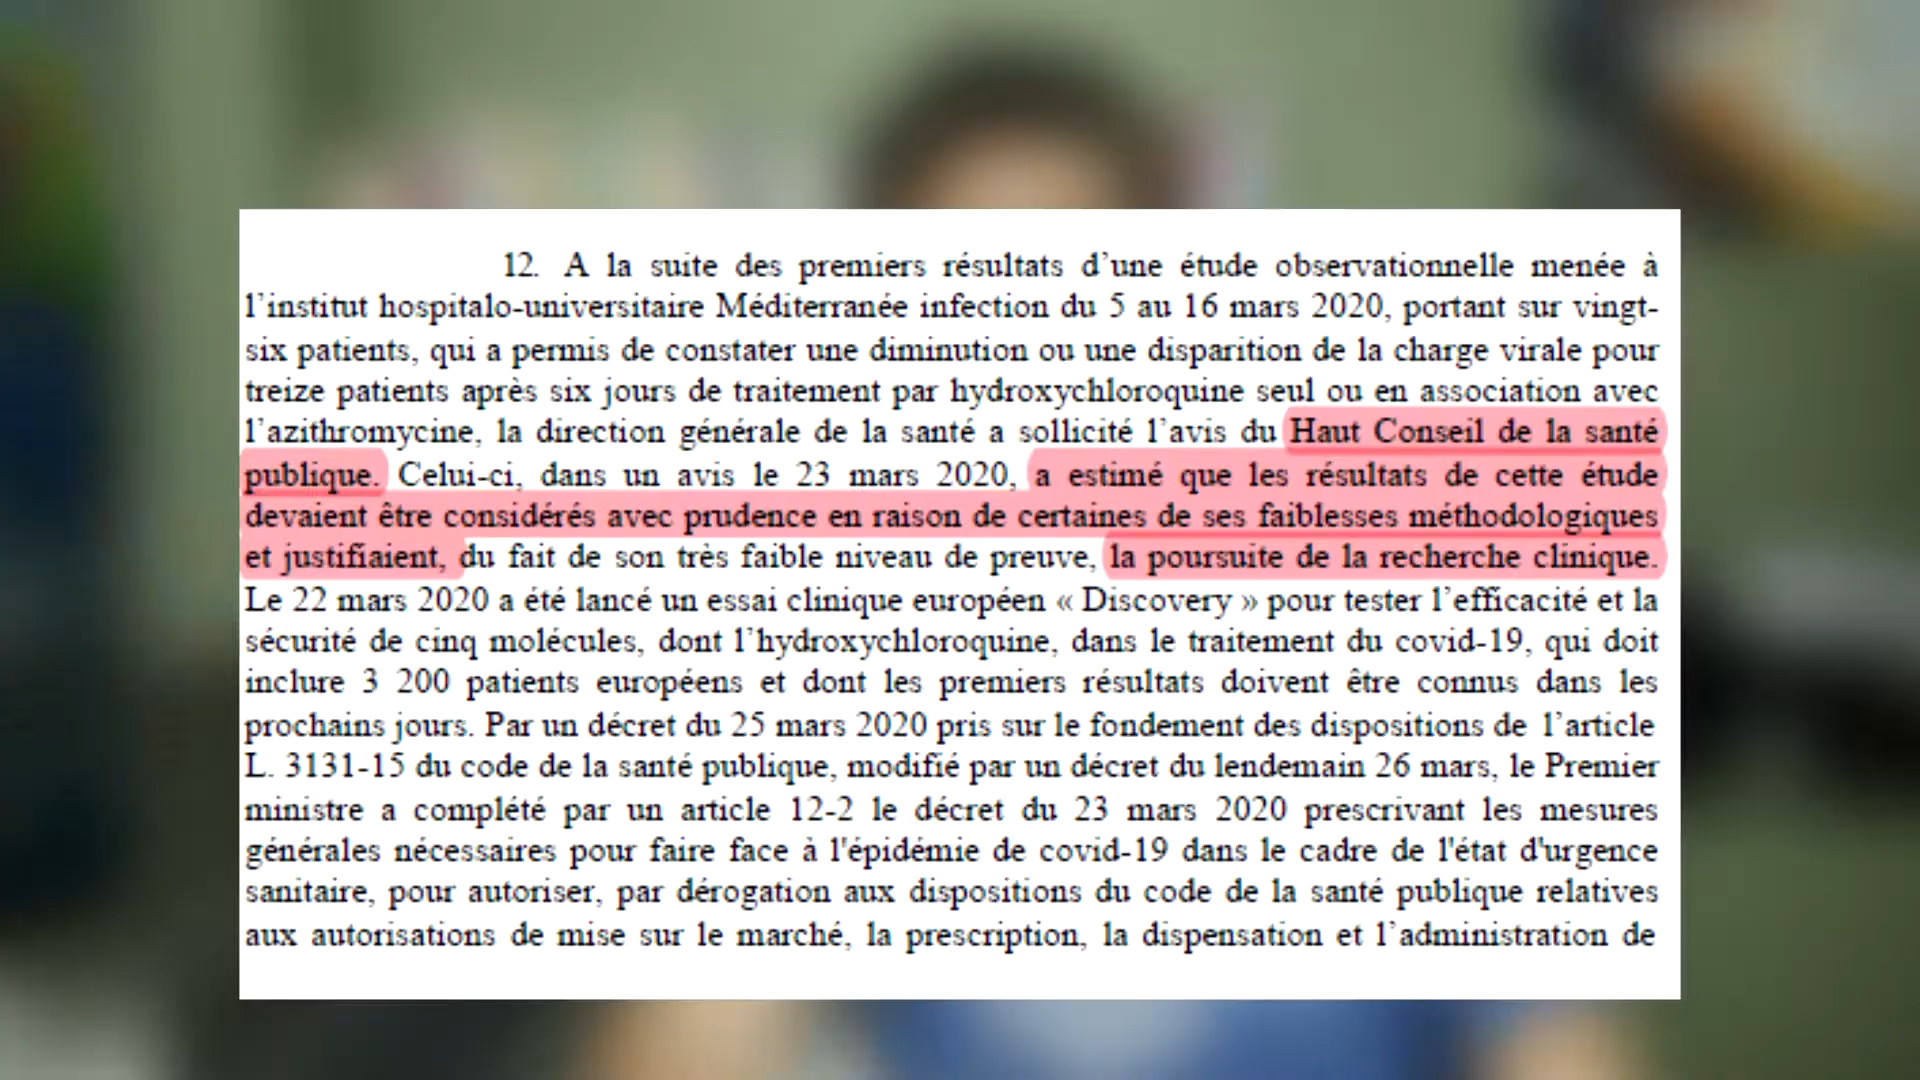 12. A la suite des premiers résultats d’une étude observationnelle menée à
l’institut hospitalo-universitaire Méditerranée infection du 5 au 16 mars 2020, portant sur vingt-
six patients, qui a permis de constater une diminution ou une disparition de la charge virale pour
treize patients après six jours de traitement par hydroxychloroquine seul ou en association avec
l’azithromycine, la direction générale de la santé a sollicité l’avis du Haut Conseil de la santé
publique. Celui-ci, dans un avis le 23 mars 2020, a estimé que les résultats de cette étude
devaient être considérés avec prudence en raison de certaines de ses faiblesses méthodologiques
et justifiaient, du fait de son très faible niveau de preuve, la poursuite de la recherche clinique.
Le 22 mars 2020 a été lancé un essai clinique européen « Discovery » pour tester l’efficacité et la
sécurité de cinq molécules, dont l’hydroxychloroquine, dans le traitement du covid-19, qui doit
inclure 3 200 patients européens et dont les premiers résultats doivent être connus dans les
prochains jours. Par un décret du 25 mars 2020 pris sur le fondement des dispositions de l’article
L. 3131-15 du code de la santé publique, modifié par un décret du lendemain 26 mars, le Premier
ministre a complété par un article 12-2 le décret du 23 mars 2020 prescrivant les mesures
générales nécessaires pour faire face à l'épidémie de covid-19 dans le cadre de l'état d'urgence
sanitaire, pour autoriser, par dérogation aux dispositions du code de la santé publique relatives
aux autorisations de mise sur le marché, la prescription, la dispensation et l’administration de